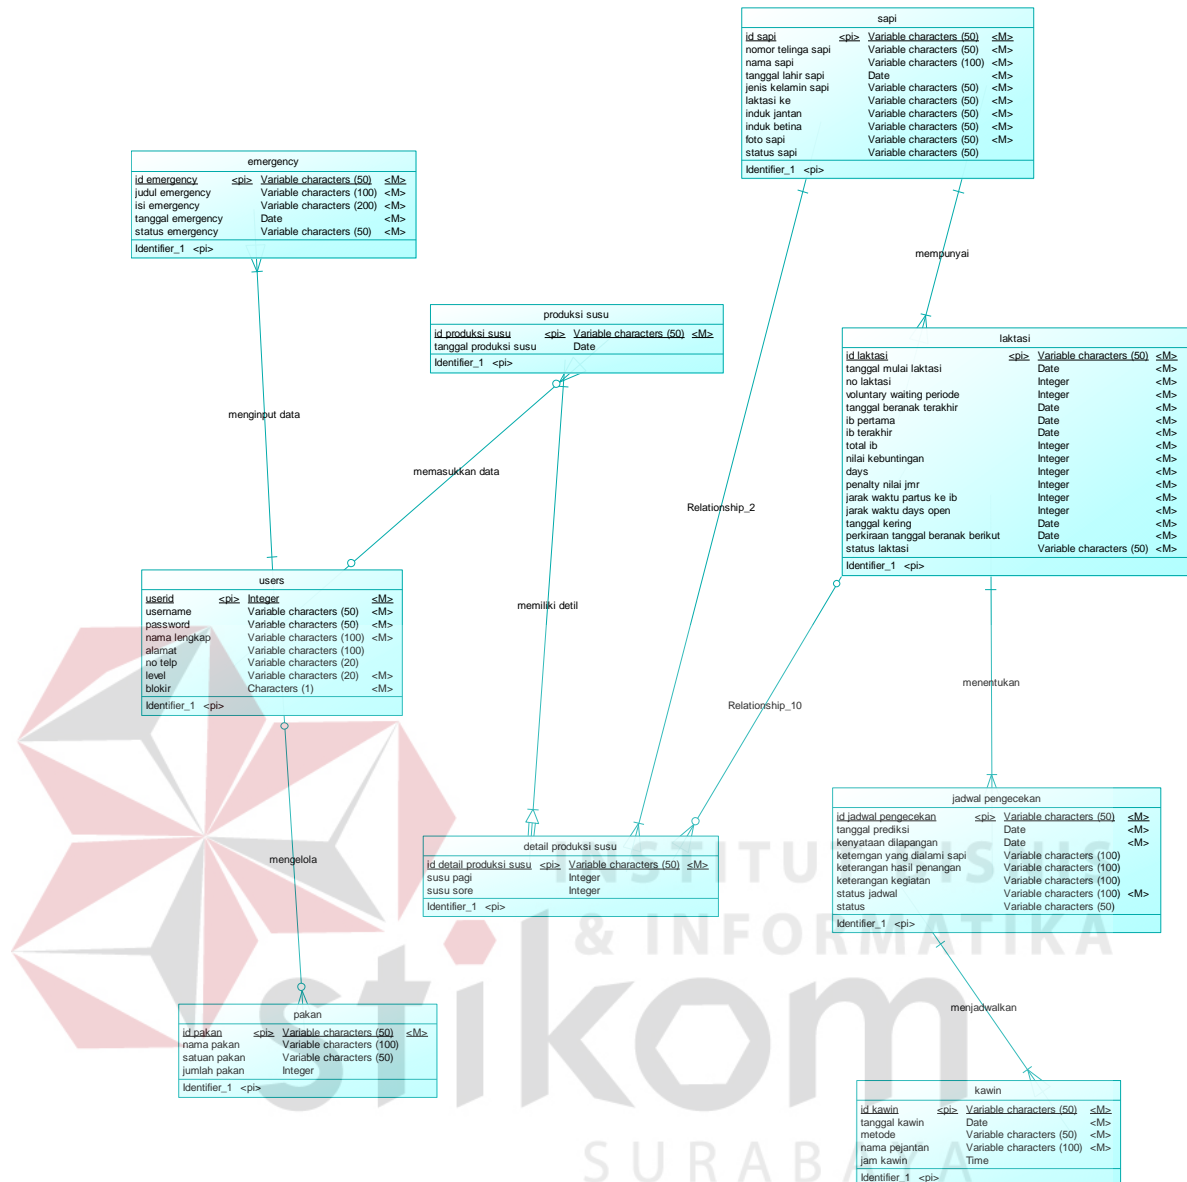 sapi
id sapi <pi> Variable characters (50) <M>
nomor telinga sapi Variable characters (50) <M>
nama sapi Variable characters (100) <M>
tanggal lahir sapi Date <M>
jenis kelamin sapi Variable characters (50) <M>
laktasi ke Variable characters (50) <M>
induk jantan Variable characters (50) <M>
induk betina Variable characters (50) <M>
foto sapi Variable characters (50) <M>
status sapi Variable characters (50)
Identifier_1 <pi>
emergency
id emergency <pi> Variable characters (50) <M>
judul emergency Variable characters (100) <M>
isi emergency Variable characters (200) <M>
tanggal emergency Date <M>
status emergency Variable characters (50) <M>
Identifier_1 <pi>
mempunyai
produksi susu
id produksi susu <pi> Variable characters (50) <M>
tanggal produksi susu Date
Identifier_1 <pi>
laktasi
id laktasi <pi> Variable characters (50) <M>
tanggal mulai laktasi Date <M>
no laktasi Integer <M>
voluntary waiting periode Integer <M>
tanggal beranak terakhir Date <M>
ib pertama Date <M>
ib terakhir Date <M>
total ib Integer <M>
nilai kebuntingan Integer <M>
days Integer <M>
penalty nilai jmr Integer <M>
jarak waktu partus ke ib Integer <M>
jarak waktu days open Integer <M>
tanggal kering Date <M>
perkiraan tanggal beranak berikut Date <M>
status laktasi Variable characters (50) <M>
Identifier_1 <pi>
menginput data
memasukkan data
Relationship_2
users
userid <pi> Integer <M>
username Variable characters (50) <M>
password Variable characters (50) <M>
nama lengkap Variable characters (100) <M>
alamat Variable characters (100)
no telp Variable characters (20)
level Variable characters (20) <M>
blokir Characters (1) <M>
Identifier_1 <pi>
memiliki detil
menentukan
Relationship_10
jadwal pengecekan
id jadwal pengecekan <pi> Variable characters (50) <M>
tanggal prediksi Date <M>
kenyataan dilapangan Date <M>
keterngan yang dialami sapi Variable characters (100)
keterangan hasil penangan Variable characters (100)
keterangan kegiatan Variable characters (100)
status jadwal Variable characters (100) <M>
status Variable characters (50)
Identifier_1 <pi>
detail produksi susu
id detail produksi susu <pi> Variable characters (50) <M>
susu pagi Integer
susu sore Integer
Identifier_1 <pi>
mengelola
INSTITUT BISNIS
& INFORMATIKA
stikom
SURABAYA
menjadwalkan
pakan
id pakan <pi> Variable characters (50) <M>
nama pakan Variable characters (100)
satuan pakan Variable characters (50)
jumlah pakan Integer
Identifier_1 <pi>
kawin
id kawin <pi> Variable characters (50) <M>
tanggal kawin Date <M>
metode Variable characters (50) <M>
nama pejantan Variable characters (100) <M>
jam kawin Time
Identifier_1 <pi>